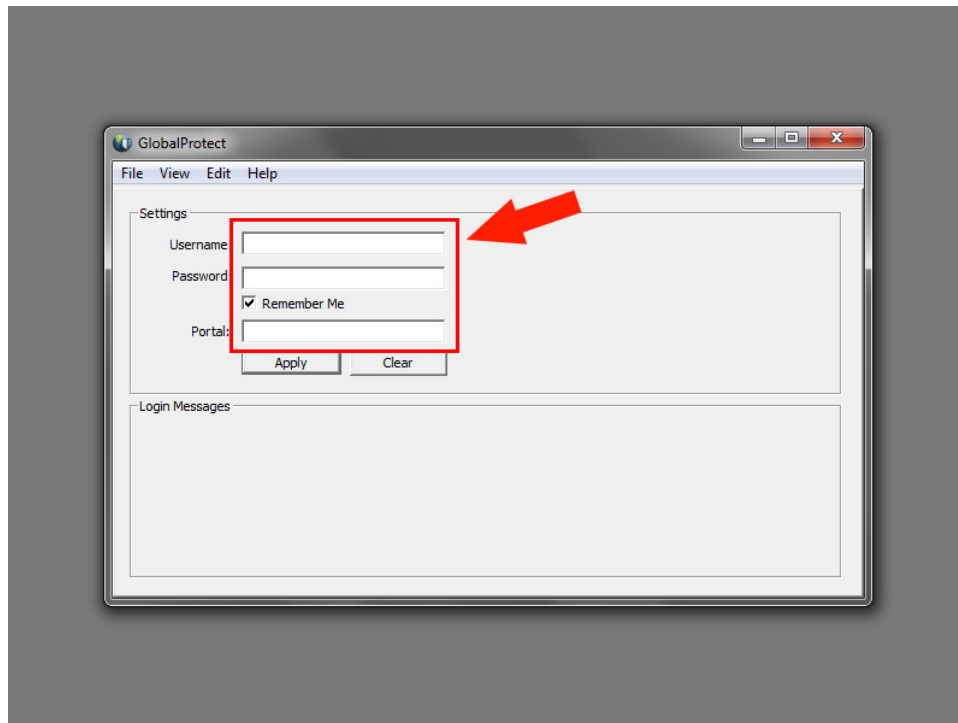 GlobalProtect
File View Edit Help
Settings
Username:
Password:
Remember Me
Portal:
Apply Clear
Login Messages